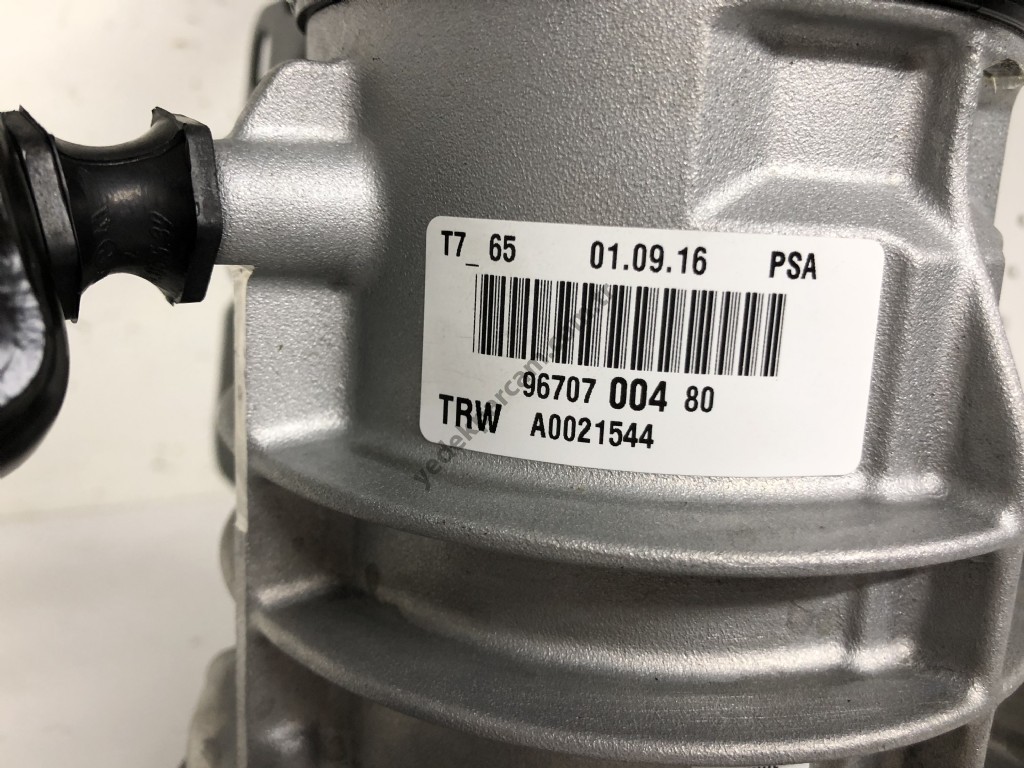 T7_ 65 01.09.16 PSA
96707 004 80
TRW A0021544